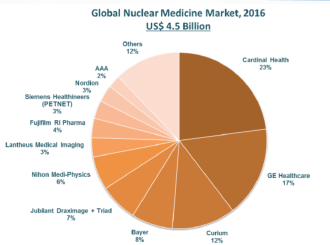 Global Nuclear Medicine Market, 2016
US$ 4.5 Billion
Others
12%
AAA
2%
Nordion
3%
Siemens Healthineers
(PETNET)
3%
Fujifilm RI Pharma
4%
Lantheus Medical Imaging
3%
Nihon Medi-Physics
6%
Jubilant Draximage + Triad
7%
Bayer
8%
Curium
12%
GE Healthcare
17%
Cardinal Health
23%